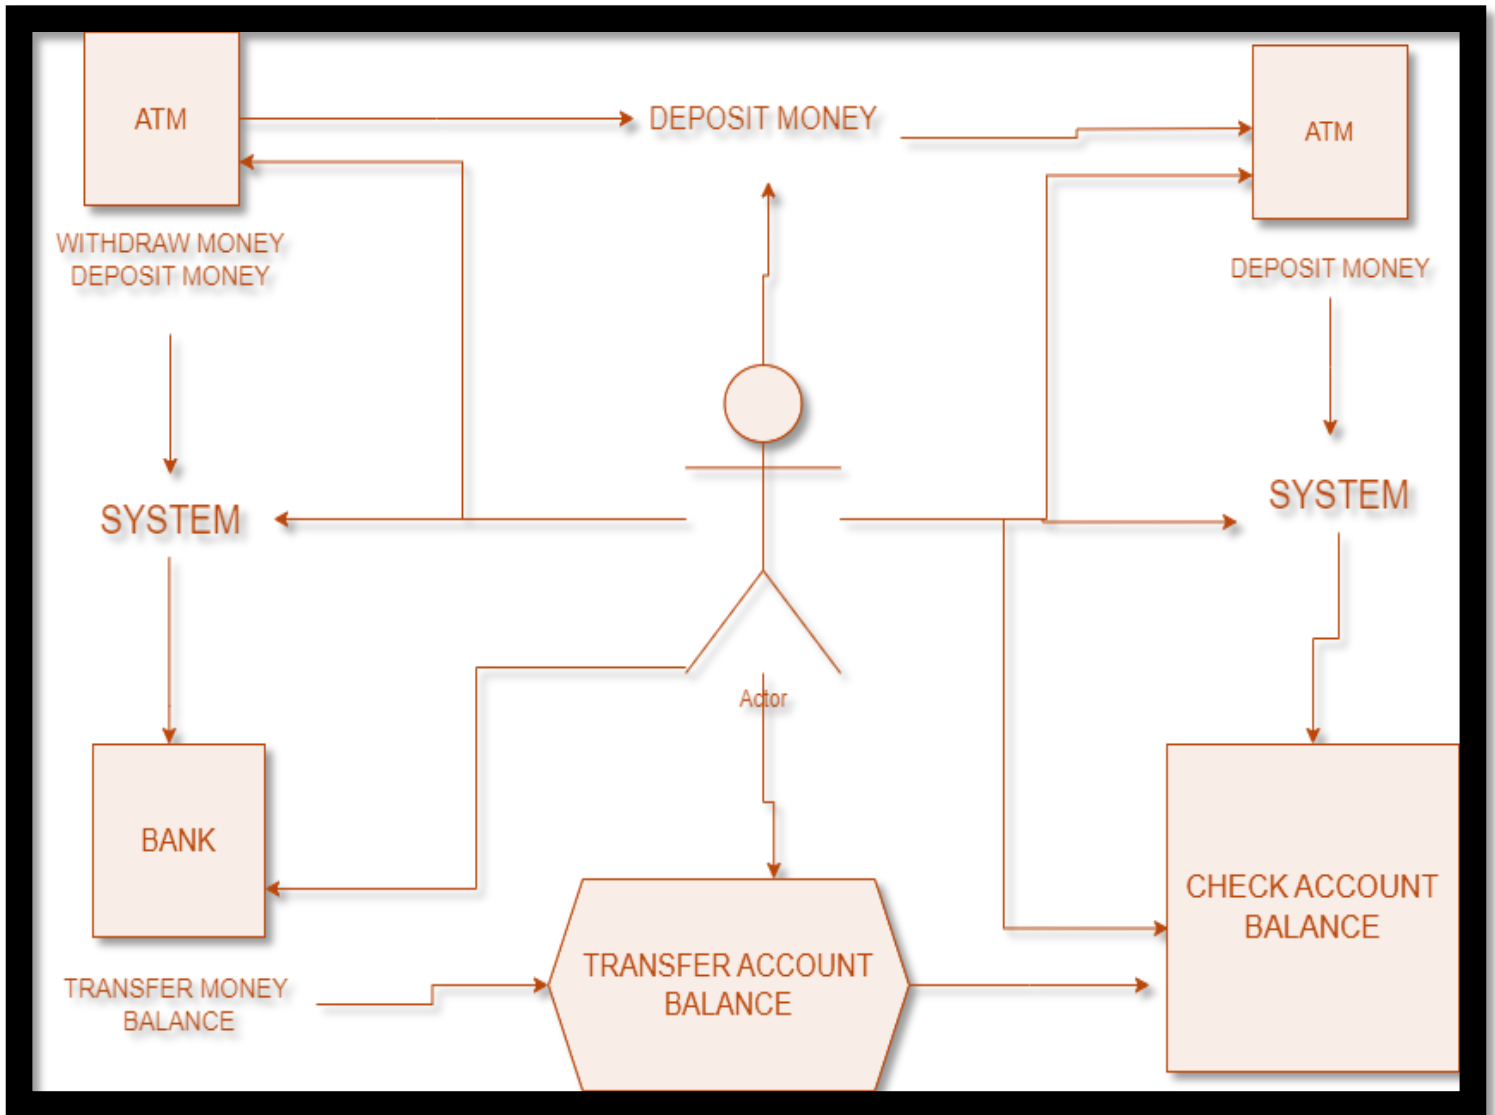 ATM
DEPOSIT MONEY
ATM
WITHDRAW MONEY
DEPOSIT MONEY
DEPOSIT MONEY
SYSTEM
SYSTEM
Actor
BANK
CHECK ACCOUNT
BALANCE
TRANSFER ACCOUNT
BALANCE
TRANSFER MONEY
BALANCE